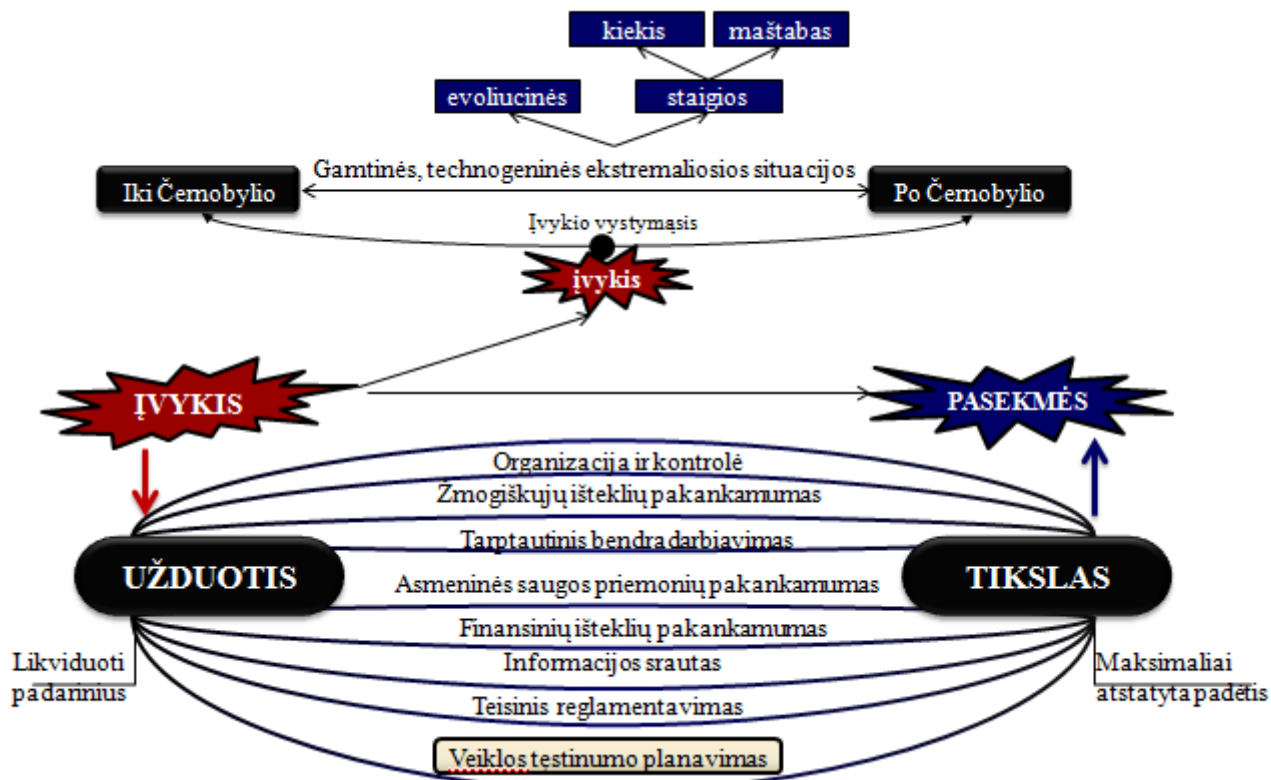 kiekis
maštabas
evoliucinės
staigios
Gamtinės, technogeninės ekstremaliosios situacijos
Iki Černobylio
Po Černobylio
Įvykio vystymąsis
įvykis
ĮVYKIS
PASEKMĖS
Organizacija ir kontrolė
Žmogiškųjų išteklių pakankamumas
Tarptautinis bendradarbiavimas
UŽDUOTIS
TIKSLAS
Asmeninės saugos priemonių pakankamumas
Finansinių išteklių pakankamumas
Likviduoti
padarinius
Informacijos srautas
Maksimaliai
atstatyta padėtis
Teisinis reglamentavimas
Veiklos tęstinumo planavimas